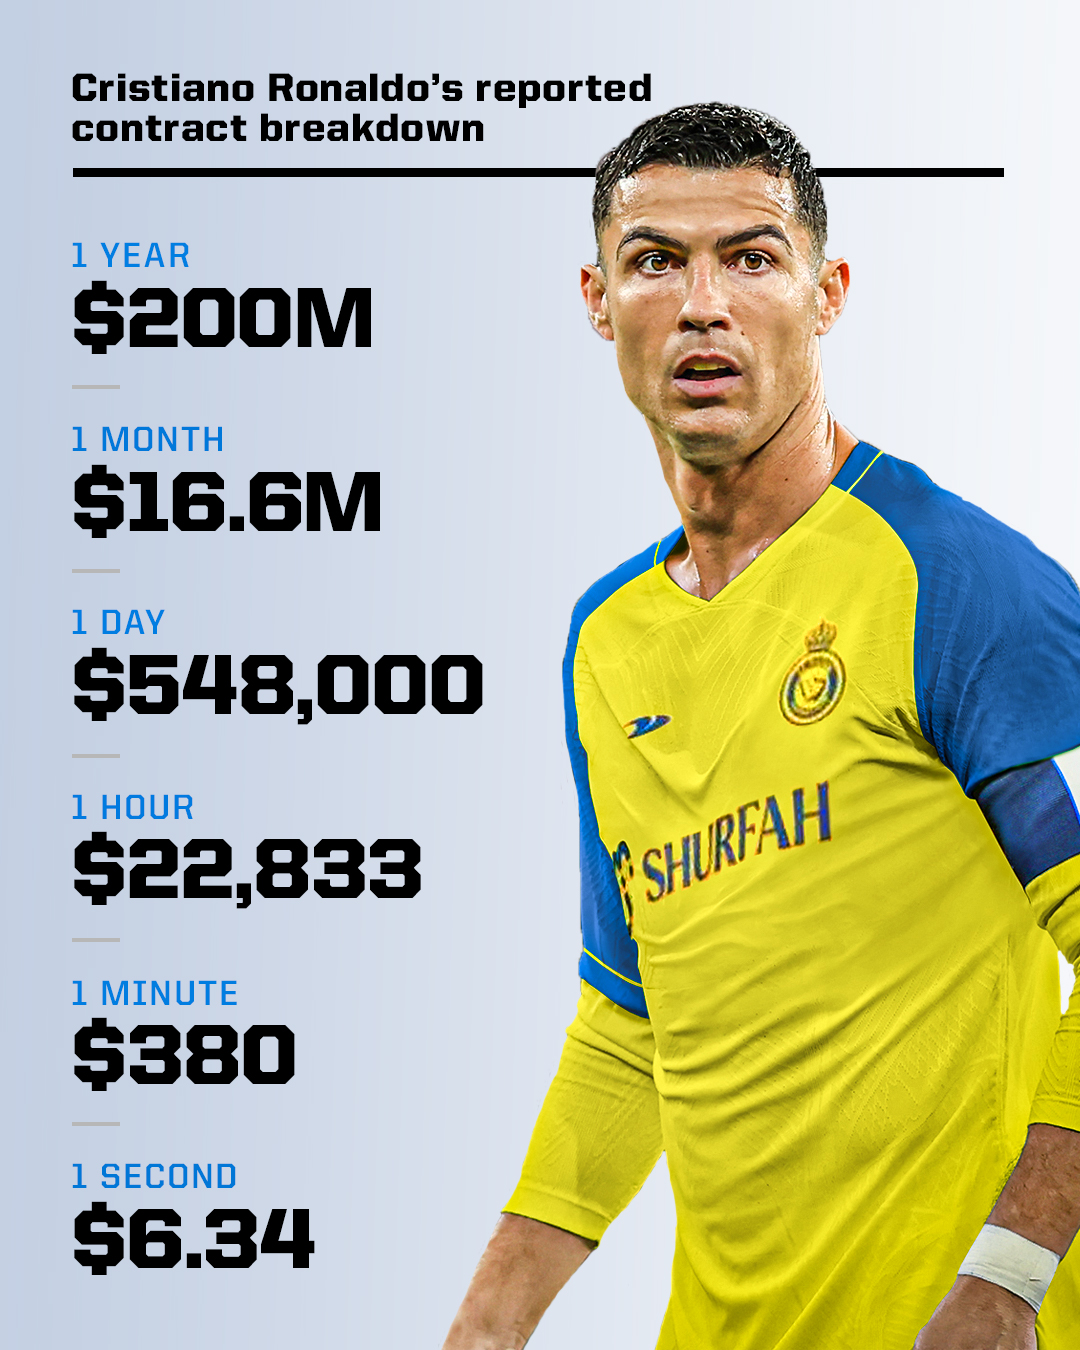 Cristiano Ronaldo’s reported
contract breakdown
1 YEAR
$200M
1 MONTH
$16.6M
1 DAY
$548,000
1 HOUR
$22,833
1 MINUTE
$380
1 SECOND
$6.34
SHURFAH